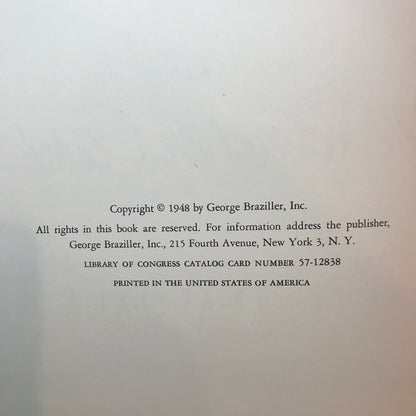 Copyright © 1948 by George Braziller, Inc.
All rights in this book are reserved. For information address the publisher,
George Braziller, Inc., 215 Fourth Avenue, New York 3, N. Y.
LIBRARY OF CONGRESS CATALOG CARD NUMBER 57-12838
PRINTED IN THE UNITED STATES OF AMERICA